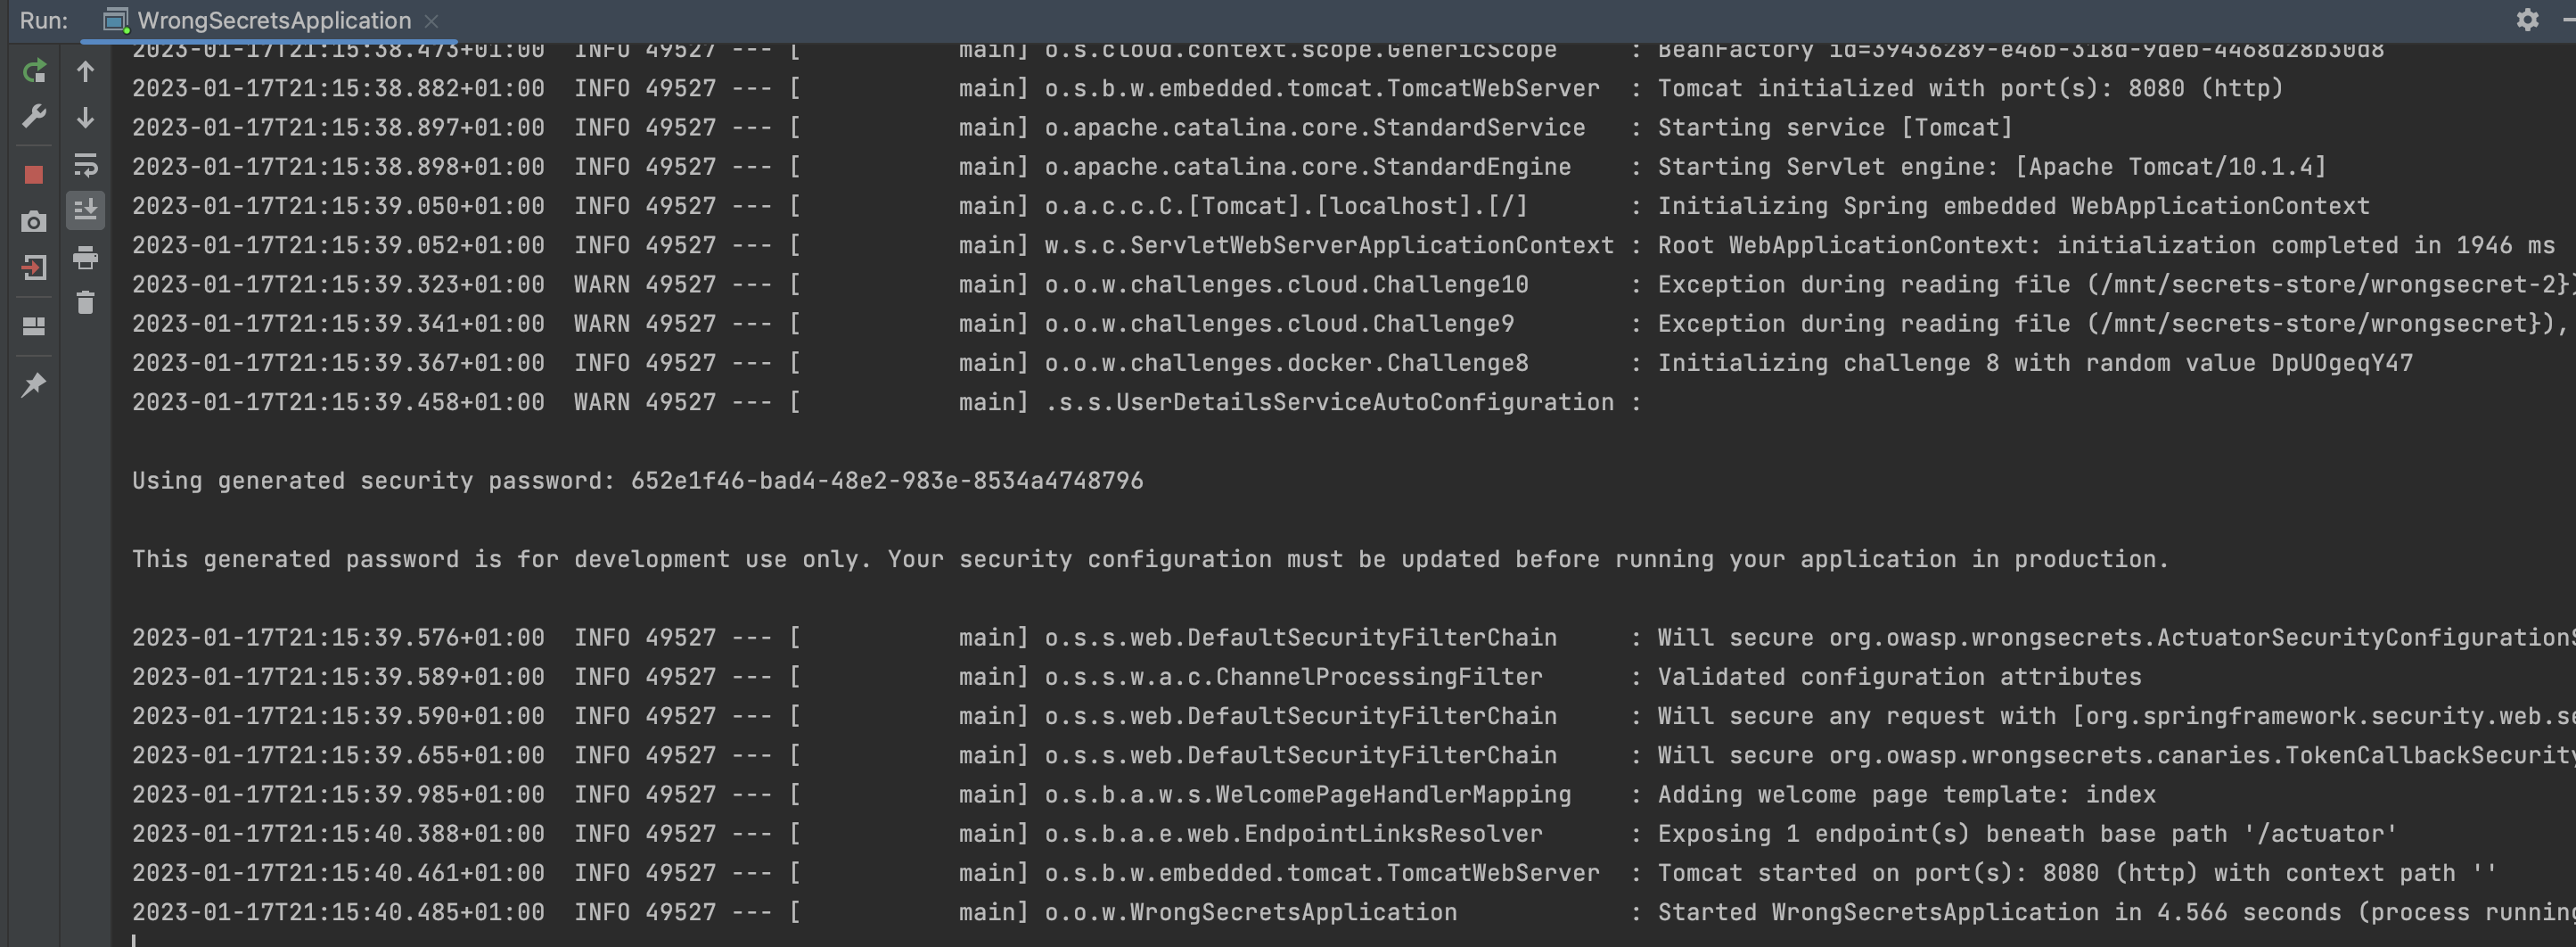 Run: WrongSecretsApplication
2023-01-17T21:15:38.473+01:00  INFO 49527 --- [           main] o.s.cloud.context.scope.GenericScope     : BeanFactory id=39436289-e46b-318d-9deb-4468d28b30d8
2023-01-17T21:15:38.882+01:00  INFO 49527 --- [           main] o.s.b.w.embedded.tomcat.TomcatWebServer  : Tomcat initialized with port(s): 8080 (http)
2023-01-17T21:15:38.897+01:00  INFO 49527 --- [           main] o.apache.catalina.core.StandardService   : Starting service [Tomcat]
2023-01-17T21:15:38.898+01:00  INFO 49527 --- [           main] o.apache.catalina.core.StandardEngine    : Starting Servlet engine: [Apache Tomcat/10.1.4]
2023-01-17T21:15:39.050+01:00  INFO 49527 --- [           main] o.a.c.c.C.[Tomcat].[localhost].[/]       : Initializing Spring embedded WebApplicationContext
2023-01-17T21:15:39.052+01:00  INFO 49527 --- [           main] w.s.c.ServletWebServerApplicationContext : Root WebApplicationContext: initialization completed in 1946 ms
2023-01-17T21:15:39.323+01:00  WARN 49527 --- [           main] o.o.w.challenges.cloud.Challenge10       : Exception during reading file (/mnt/secrets-store/wrongsecret-2})
2023-01-17T21:15:39.341+01:00  WARN 49527 --- [           main] o.o.w.challenges.cloud.Challenge9        : Exception during reading file (/mnt/secrets-store/wrongsecret}),
2023-01-17T21:15:39.367+01:00  INFO 49527 --- [           main] o.o.w.challenges.docker.Challenge8       : Initializing challenge 8 with random value DpUOgeqY47
2023-01-17T21:15:39.458+01:00  WARN 49527 --- [           main] .s.s.UserDetailsServiceAutoConfiguration :
Using generated security password: 652e1f46-bad4-48e2-983e-8534a4748796
This generated password is for development use only. Your security configuration must be updated before running your application in production.
2023-01-17T21:15:39.576+01:00  INFO 49527 --- [           main] o.s.s.web.DefaultSecurityFilterChain     : Will secure org.owasp.wrongsecrets.ActuatorSecurityConfigurationS
2023-01-17T21:15:39.589+01:00  INFO 49527 --- [           main] o.s.s.w.a.c.ChannelProcessingFilter      : Validated configuration attributes
2023-01-17T21:15:39.590+01:00  INFO 49527 --- [           main] o.s.s.web.DefaultSecurityFilterChain     : Will secure any request with [org.springframework.security.web.se
2023-01-17T21:15:39.655+01:00  INFO 49527 --- [           main] o.s.s.web.DefaultSecurityFilterChain     : Will secure org.owasp.wrongsecrets.canaries.TokenCallbackSecurity
2023-01-17T21:15:39.985+01:00  INFO 49527 --- [           main] o.s.b.a.w.s.WelcomePageHandlerMapping    : Adding welcome page template: index
2023-01-17T21:15:40.388+01:00  INFO 49527 --- [           main] o.s.b.a.e.web.EndpointLinksResolver      : Exposing 1 endpoint(s) beneath base path '/actuator'
2023-01-17T21:15:40.461+01:00  INFO 49527 --- [           main] o.s.b.w.embedded.tomcat.TomcatWebServer  : Tomcat started on port(s): 8080 (http) with context path ''
2023-01-17T21:15:40.485+01:00  INFO 49527 --- [           main] o.o.w.WrongSecretsApplication            : Started WrongSecretsApplication in 4.566 seconds (process running